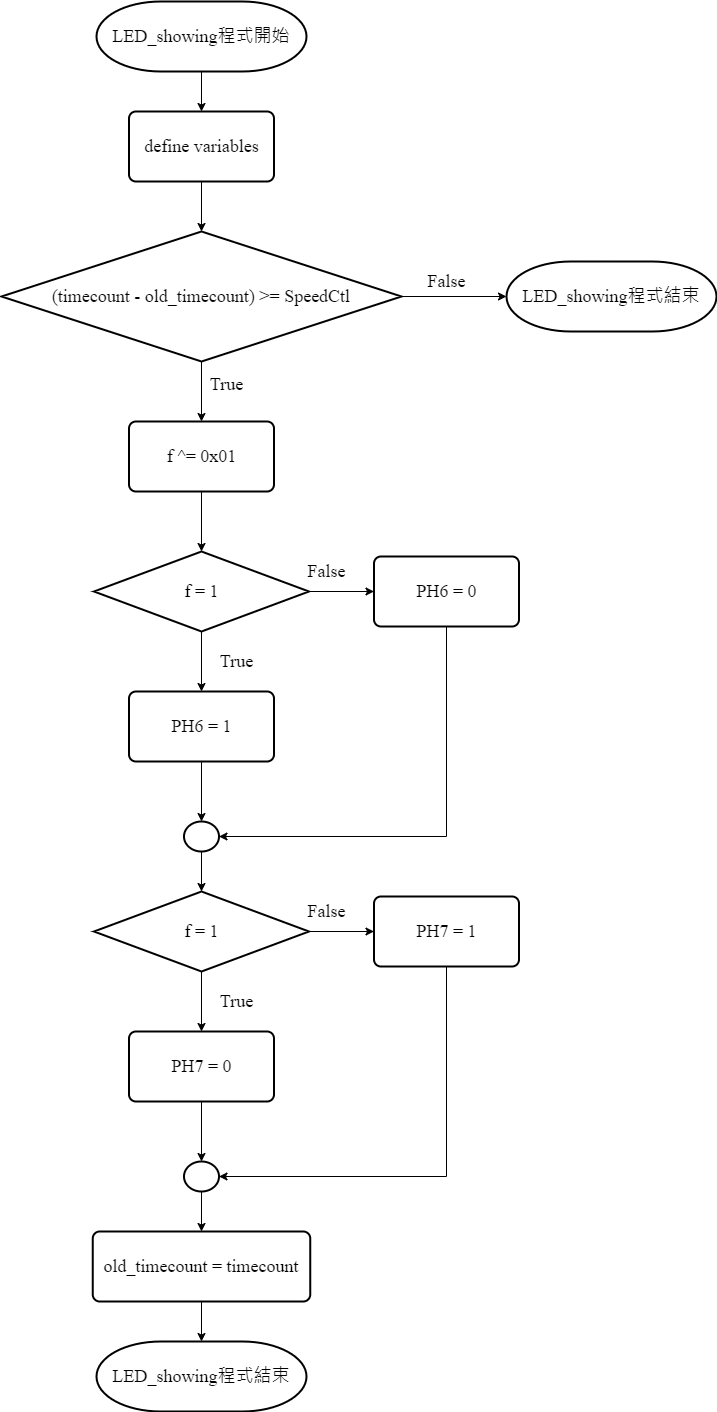 LED_showing程式開始
define variables
(timecount - old_timecount) >= SpeedCtl
False
LED_showing程式結束
True
f ^= 0x01
f = 1
False
PH6 = 0
True
PH6 = 1
f = 1
False
PH7 = 1
True
PH7 = 0
old_timecount = timecount
LED_showing程式結束